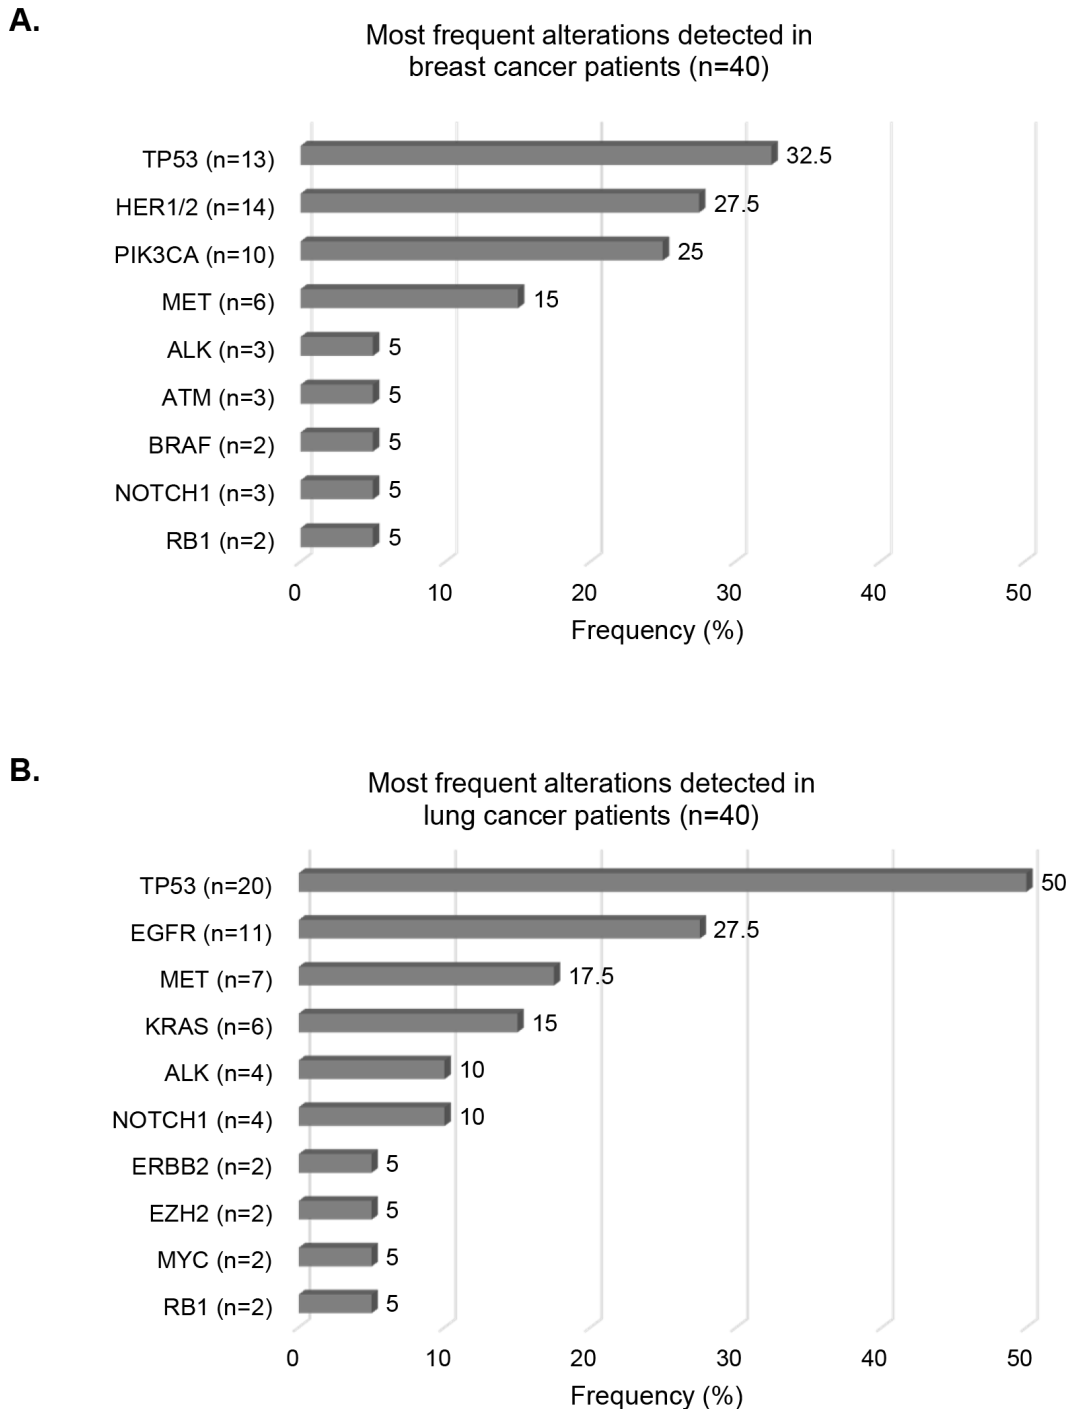 A.
Most frequent alterations detected in
breast cancer patients (n=40)
TP53 (n=13) 32.5
HER1/2 (n=14) 27.5
PIK3CA (n=10) 25
MET (n=6) 15
ALK (n=3) 5
ATM (n=3) 5
BRAF (n=2) 5
NOTCH1 (n=3) 5
RB1 (n=2) 5
0 10 20 30 40 50
Frequency (%)
B.
Most frequent alterations detected in
lung cancer patients (n=40)
TP53 (n=20) 50
EGFR (n=11) 27.5
MET (n=7) 17.5
KRAS (n=6) 15
ALK (n=4) 10
NOTCH1 (n=4) 10
ERBB2 (n=2) 5
EZH2 (n=2) 5
MYC (n=2) 5
RB1 (n=2) 5
0 10 20 30 40 50
Frequency (%)